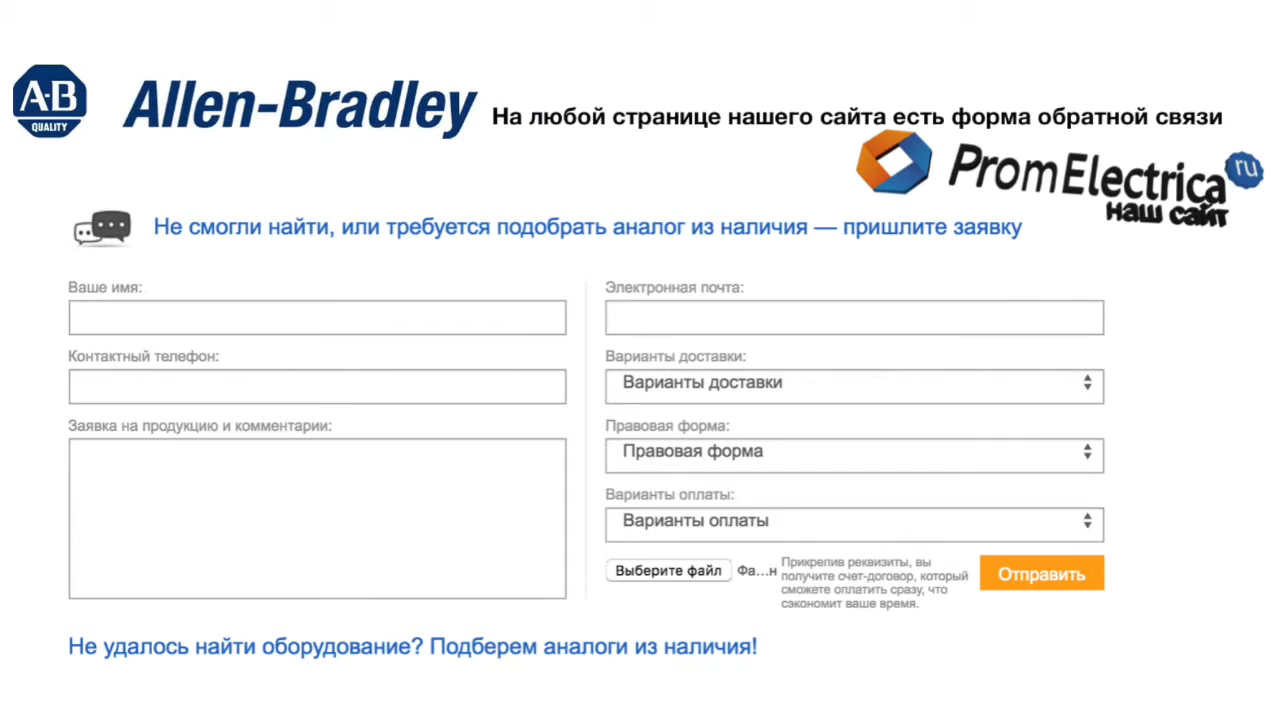 A-B
QUALITY
Allen-Bradley
На любой странице нашего сайта есть форма обратной связи
PromElectrica ru
наш сайт
Не смогли найти, или требуется подобрать аналог из наличия — пришлите заявку
Ваше имя:
Электронная почта:
Контактный телефон:
Варианты доставки:
Варианты доставки
Заявка на продукцию и комментарии:
Правовая форма:
Правовая форма
Варианты оплаты:
Варианты оплаты
Выберите файл Фа...н
Прикрепив реквизиты, вы
получите счет-договор, который
сможете оплатить сразу, что
сэкономит ваше время.
Отправить
Не удалось найти оборудование? Подберем аналоги из наличия!